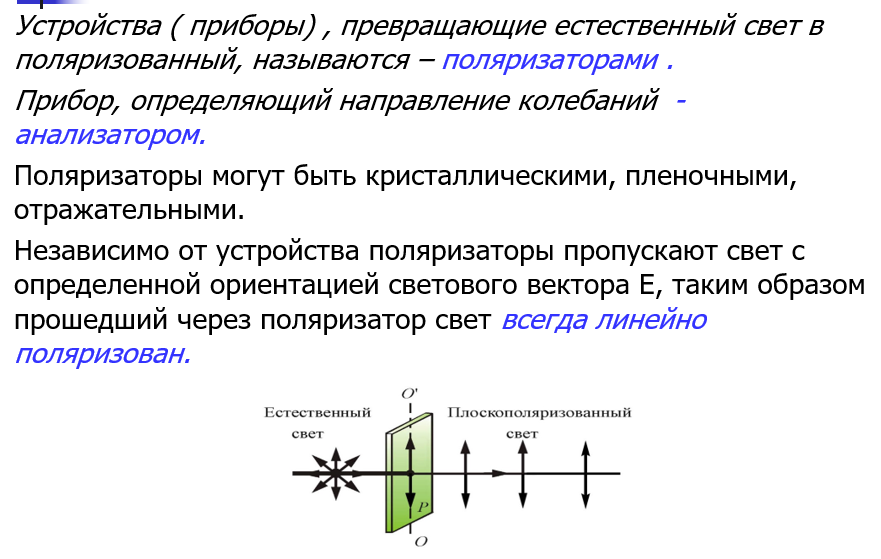 Устройства ( приборы) , превращающие естественный свет в
поляризованный, называются – поляризаторами .
Прибор, определяющий направление колебаний -
анализатором.
Поляризаторы могут быть кристаллическими, пленочными,
отражательными.
Независимо от устройства поляризаторы пропускают свет с
определенной ориентацией светового вектора Е, таким образом
прошедший через поляризатор свет всегда линейно
поляризован.
O'
Естественный
свет
Плоскополяризованный
свет
P
O